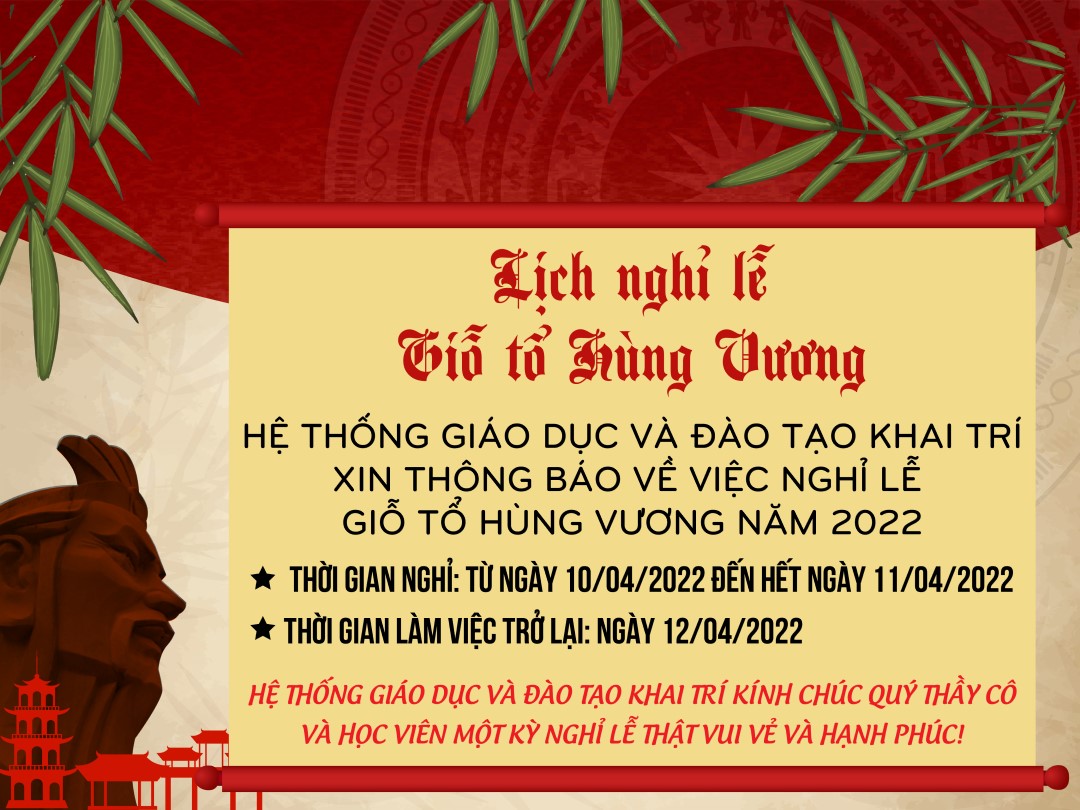 Lịch nghỉ lễ
Giỗ tổ Hùng Vương
HỆ THỐNG GIÁO DỤC VÀ ĐÀO TẠO KHAI TRÍ
XIN THÔNG BÁO VỀ VIỆC NGHỈ LỄ
GIỖ TỔ HÙNG VƯƠNG NĂM 2022
★ THỜI GIAN NGHỈ: TỪ NGÀY 10/04/2022 ĐẾN HẾT NGÀY 11/04/2022
★ THỜI GIAN LÀM VIỆC TRỞ LẠI: NGÀY 12/04/2022
HỆ THỐNG GIÁO DỤC VÀ ĐÀO TẠO KHAI TRÍ KÍNH CHÚC QUÝ THẦY CÔ
VÀ HỌC VIÊN MỘT KỲ NGHỈ LỄ THẬT VUI VẺ VÀ HẠNH PHÚC!